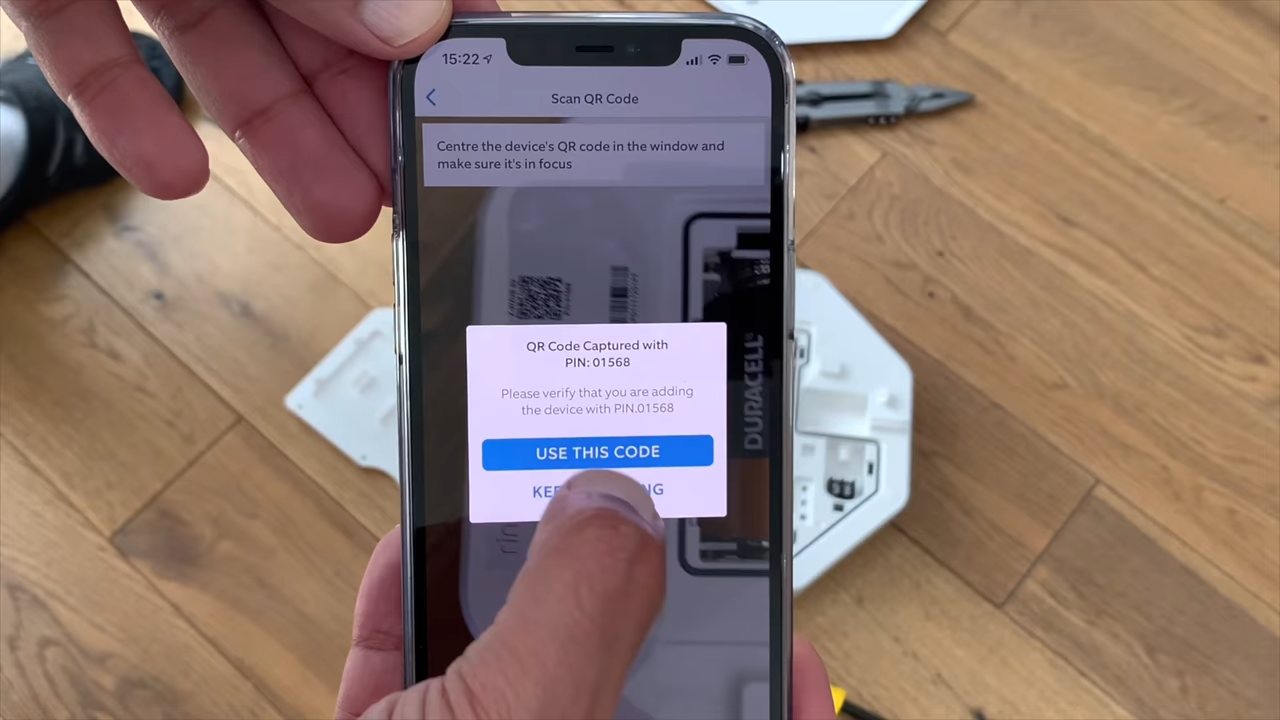 15:22
Scan QR Code
Centre the device's QR code in the window and
make sure it's in focus
QR Code Captured with
PIN: 01568
Please verify that you are adding
the device with PIN.01568
USE THIS CODE
DURACELL